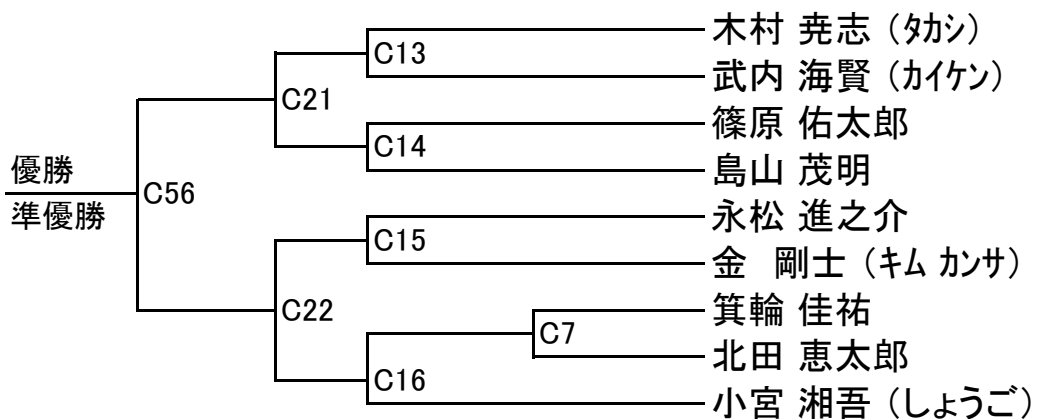 木村 尭志 (ﾀｶｼ)
C13
武内 海賢 (ｶｲｹﾝ)
C21
篠原 佑太郎
C14
島山 茂明
優勝
C56
準優勝
永松 進之介
C15
金　剛士 (ｷﾑ ｶﾝｻ)
C22
箕輪 佳祐
C7
北田 恵太郎
C16
小宮 湘吾 (しょうご)